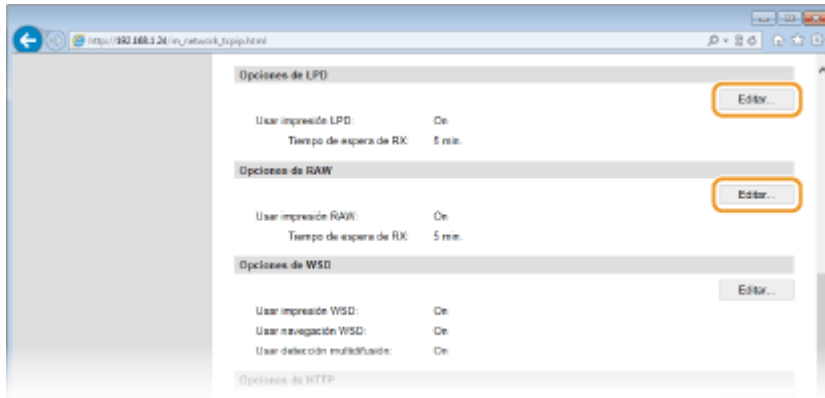 http://192.168.1.24/m_network_tcpip.html
Opciones de LPD
Editar...
Usar impresión LPD: On
Tiempo de espera de RX: 5 min.
Opciones de RAW
Editar...
Usar impresión RAW: On
Tiempo de espera de RX: 5 min.
Opciones de WSD
Editar...
Usar impresión WSD: On
Usar navegación WSD: On
Usar detección multidifusión: On
Opciones de HTTP